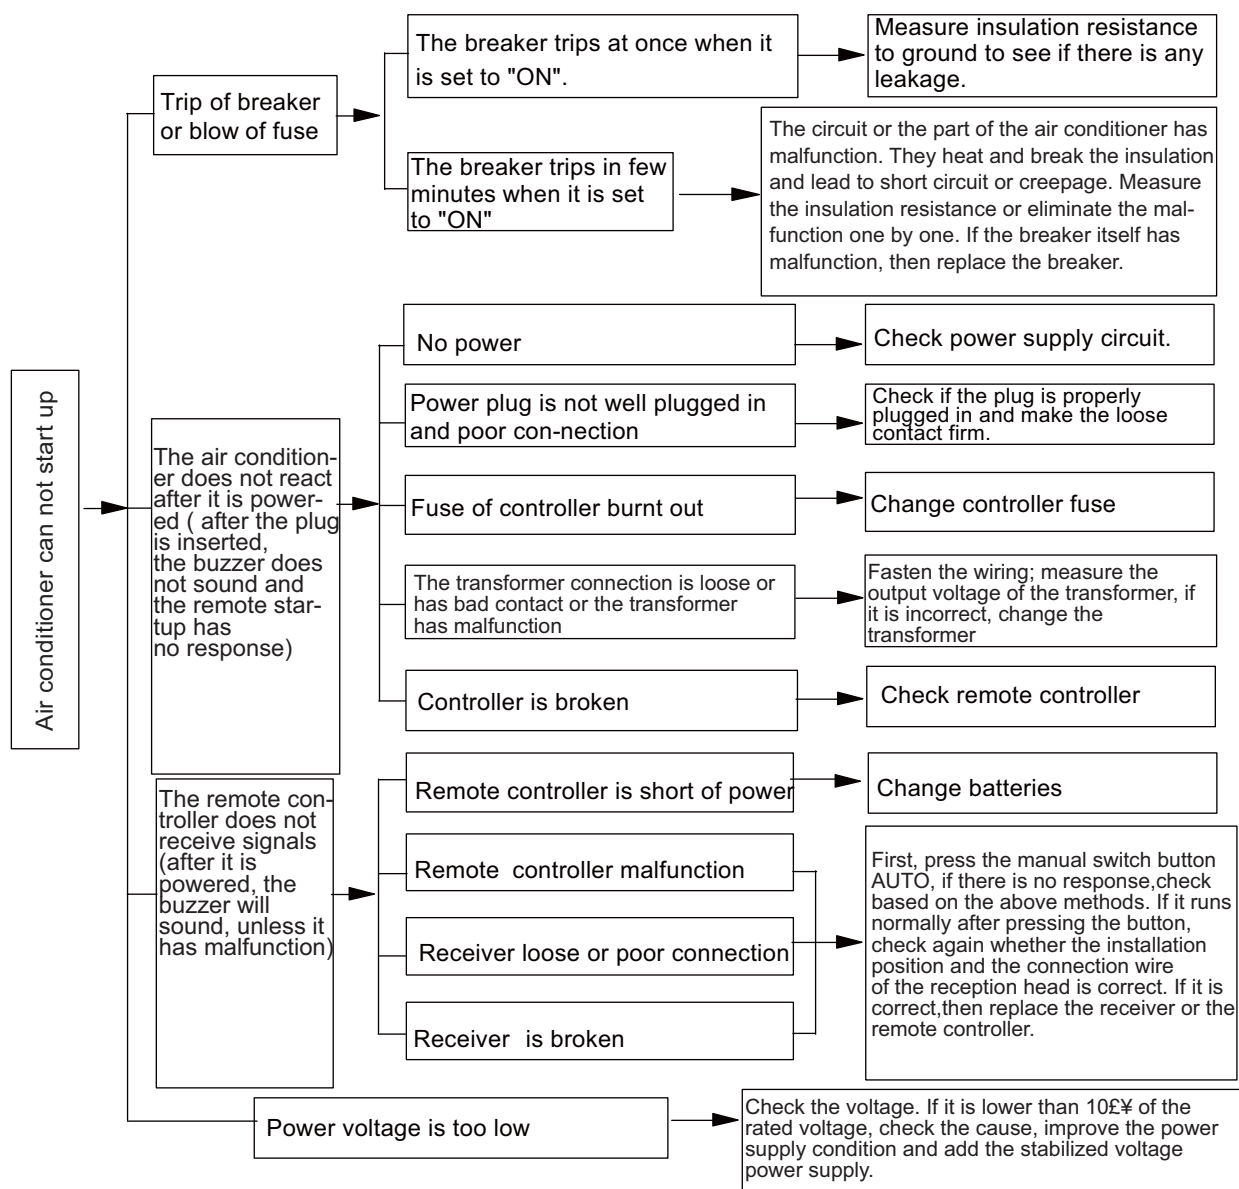 Air conditioner can not start up
Trip of breaker
or blow of fuse
The breaker trips at once when it
is set to "ON".
Measure insulation resistance
to ground to see if there is any
leakage.
The breaker trips in few
minutes when it is set
to "ON"
The circuit or the part of the air conditioner has
malfunction. They heat and break the insulation
and lead to short circuit or creepage. Measure
the insulation resistance or eliminate the mal-
function one by one. If the breaker itself has
malfunction, then replace the breaker.
The air condition-
er does not react
after it is power-
ed ( after the plug
is inserted,
the buzzer does
not sound and
the remote star-
tup has
no response)
No power
Check power supply circuit.
Power plug is not well plugged in
and poor con-nection
Check if the plug is properly
plugged in and make the loose
contact firm.
Fuse of controller burnt out
Change controller fuse
The transformer connection is loose or
has bad contact or the transformer
has malfunction
Fasten the wiring; measure the
output voltage of the transformer, if
it is incorrect, change the
transformer
Controller is broken
Check remote controller
The remote con-
troller does not
receive signals
(after it is
powered, the
buzzer will
sound, unless it
has malfunction)
Remote controller is short of power
Change batteries
Remote controller malfunction
Receiver loose or poor connection
Receiver is broken
First, press the manual switch button
AUTO, if there is no response,check
based on the above methods. If it runs
normally after pressing the button,
check again whether the installation
position and the connection wire
of the reception head is correct. If it is
correct,then replace the receiver or the
remote controller.
Power voltage is too low
Check the voltage. If it is lower than 10£¥ of the
rated voltage, check the cause, improve the power
supply condition and add the stabilized voltage
power supply.